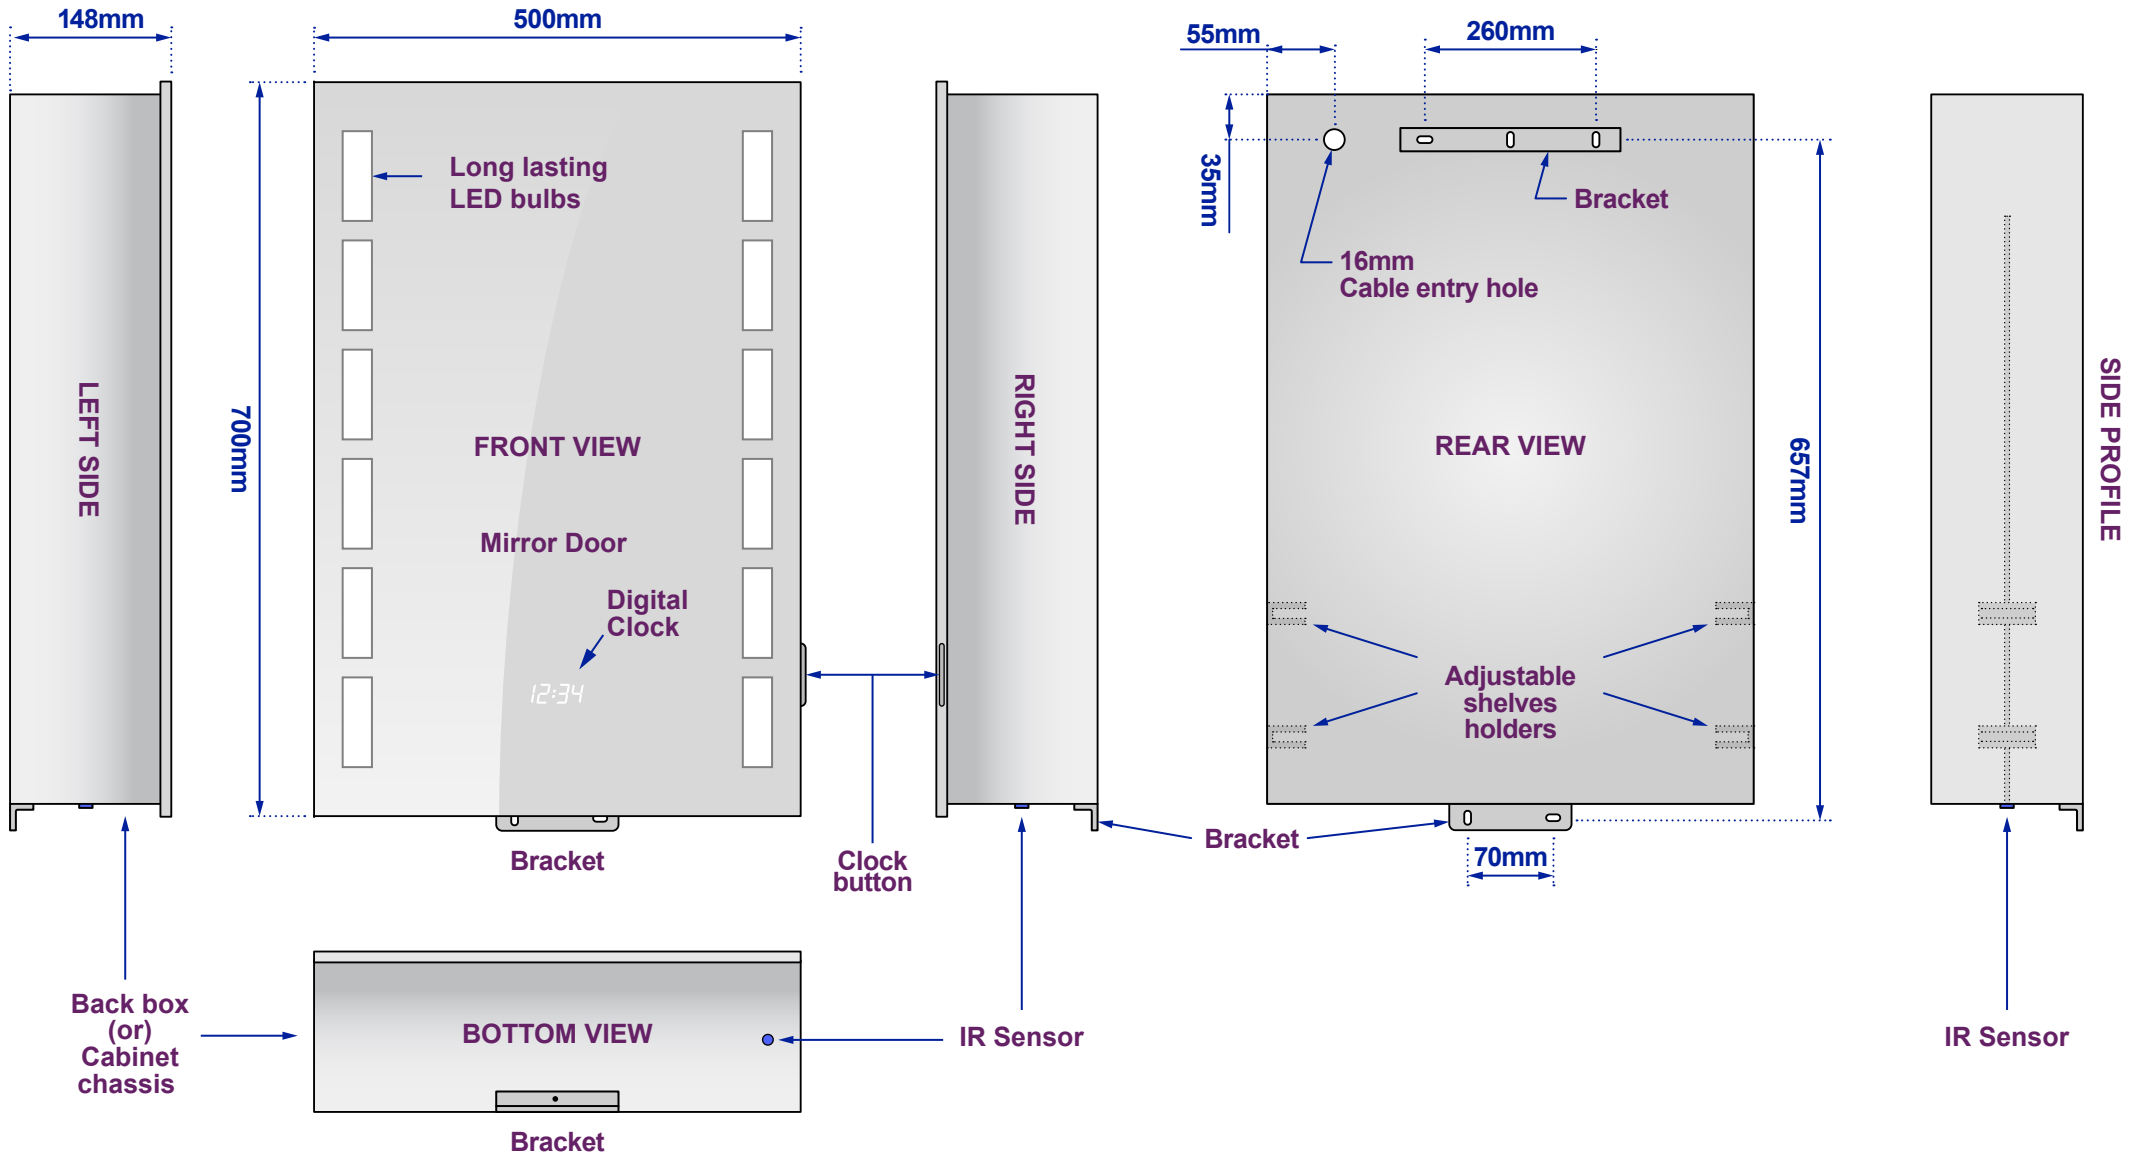 148mm
500mm
55mm
260mm
35mm
Long lasting
LED bulbs
Bracket
16mm
Cable entry hole
LEFT SIDE
700mm
FRONT VIEW
RIGHT SIDE
REAR VIEW
657mm
SIDE PROFILE
Mirror Door
Digital
Clock
12:34
Adjustable
shelves
holders
Bracket
Clock
button
Bracket
70mm
Back box
(or)
Cabinet
chassis
BOTTOM VIEW
IR Sensor
IR Sensor
Bracket